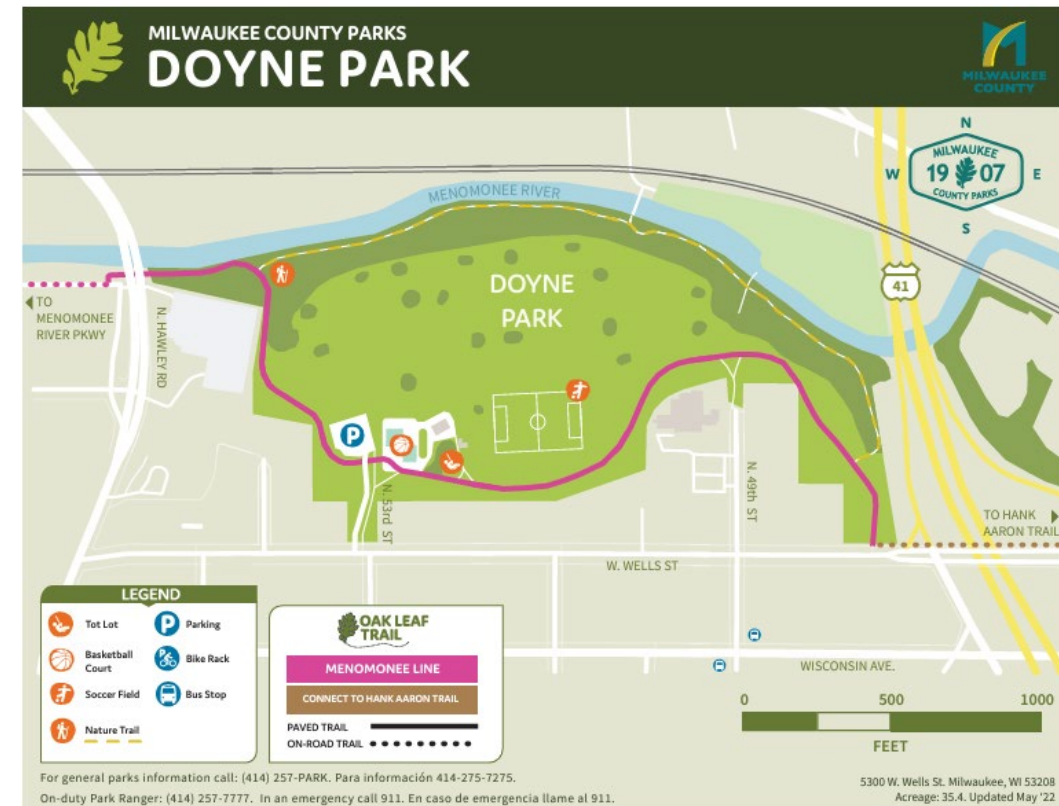 MILWAUKEE COUNTY PARKS
DOYNE PARK
MILWAUKEE
COUNTY
N
MILWAUKEE
W
19 07
E
COUNTY PARKS
S
MENOMONEE RIVER
DOYNE
PARK
41
TO
MENOMONEE
RIVER PKWY
N. HAWLEY RD
P
N. 53rd ST
N. 49th ST
TO HANK
AARON TRAIL
W. WELLS ST
WISCONSIN AVE.
LEGEND
Tot Lot
P Parking
Basketball
Court
Bike Rack
Soccer Field
Bus Stop
Nature Trail
OAK LEAF
TRAIL
MENOMONEE LINE
CONNECT TO HANK AARON TRAIL
PAVED TRAIL
ON-ROAD TRAIL
0 500 1000
FEET
For general parks information call: (414) 257-PARK. Para información 414-275-7275.
On-duty Park Ranger: (414) 257-7777. In an emergency call 911. En caso de emergencia llame al 911.
5300 W. Wells St. Milwaukee, WI 53208
Acreage: 35.4. Updated May '22